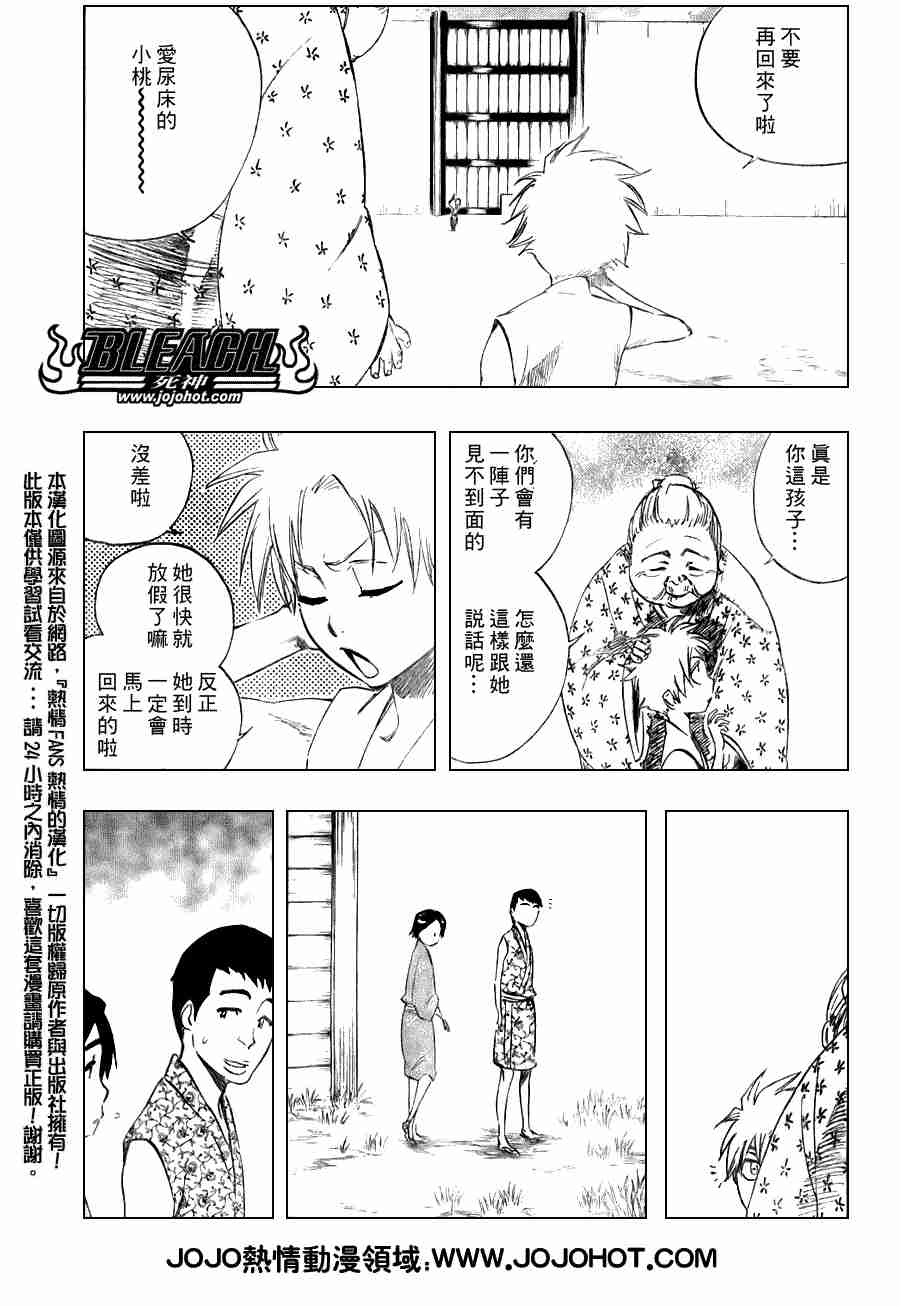 不要
再回來了啦
愛尿床的
小桃
BLEACH
死神
www.jojohot.com
真是
你這孩子…
你們會有
一陣子
見不到面的
怎麼還
這樣跟她
說話呢…
沒差啦
她很快就
放假了嘛
反正
她到時
一定會
馬上
回來的啦
本漢化圖源來自於網路，『熱情FANS 熱情的漢化』一切版權歸原作者與出版社擁有！
此版本僅供學習試看交流… 請 24 小時之內消除，喜歡這套漫畫請購買正版！謝謝。
JOJO熱情動漫領域:WWW.JOJOHOT.COM